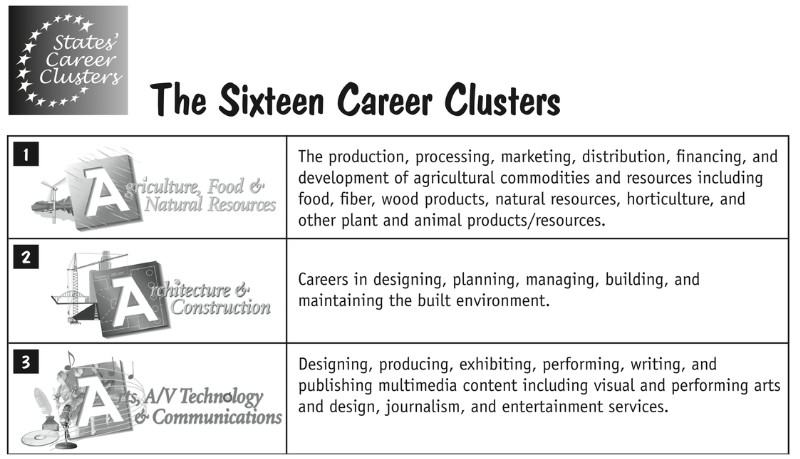 States'
Career
Clusters
The Sixteen Career Clusters
1
Agriculture, Food &
Natural Resources
The production, processing, marketing, distribution, financing, and
development of agricultural commodities and resources including
food, fiber, wood products, natural resources, horticulture, and
other plant and animal products/resources.
2
Architecture &
Construction
Careers in designing, planning, managing, building, and
maintaining the built environment.
3
Arts, A/V Technology
& Communications
Designing, producing, exhibiting, performing, writing, and
publishing multimedia content including visual and performing arts
and design, journalism, and entertainment services.